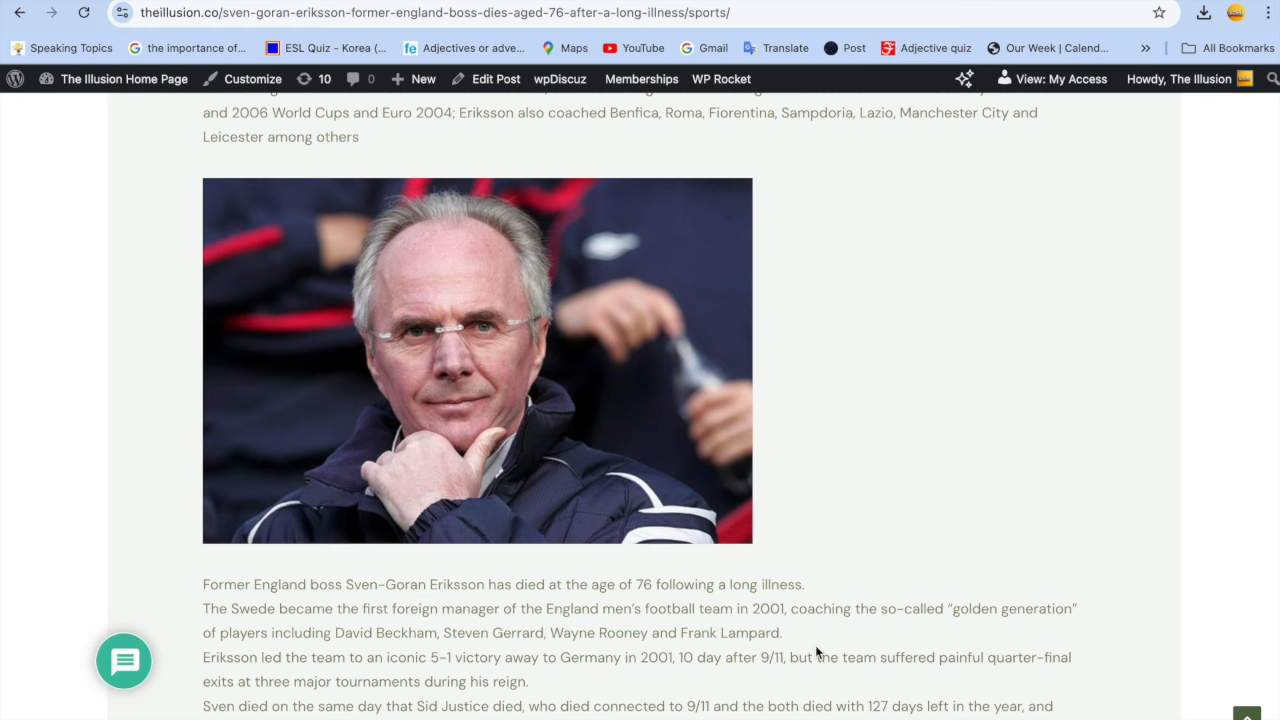 theillusion.co/sven-goran-eriksson-former-england-boss-dies-aged-76-after-a-long-illness/sports/
Speaking Topics the importance of... ESL Quiz - Korea (... Adjectives or adve... Maps YouTube Gmail Translate Post Adjective quiz Our Week | Calend... » All Bookmarks
The Illusion Home Page Customize 10 0 New Edit Post wpDiscuz Memberships WP Rocket View: My Access Howdy, The Illusion
and 2006 World Cups and Euro 2004; Eriksson also coached Benfica, Roma, Fiorentina, Sampdoria, Lazio, Manchester City and
Leicester among others
Former England boss Sven-Goran Eriksson has died at the age of 76 following a long illness.
The Swede became the first foreign manager of the England men’s football team in 2001, coaching the so-called “golden generation”
of players including David Beckham, Steven Gerrard, Wayne Rooney and Frank Lampard.
Eriksson led the team to an iconic 5-1 victory away to Germany in 2001, 10 day after 9/11, but the team suffered painful quarter-final
exits at three major tournaments during his reign.
Sven died on the same day that Sid Justice died, who died connected to 9/11 and the both died with 127 days left in the year, and